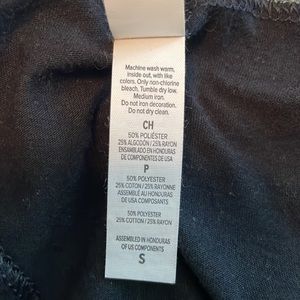 Machine wash warm,
inside out, with like
colors. Only non-chlorine
bleach. Tumble dry low.
Medium iron.
Do not iron decoration.
Do not dry clean.
CH
50% POLIÉSTER
25% ALGODÓN / 25% RAYON
ENSAMBLADO EN HONDURAS
DE COMPONENTES DE USA
P
50% POLYESTER
25% COTON / 25% RAYONNE
ASSEMBLÉ AU HONDURAS
USA COMPOSANTS
50% POLYESTER
25% COTTON / 25% RAYON
ASSEMBLED IN HONDURAS
OF US COMPONENTS
S